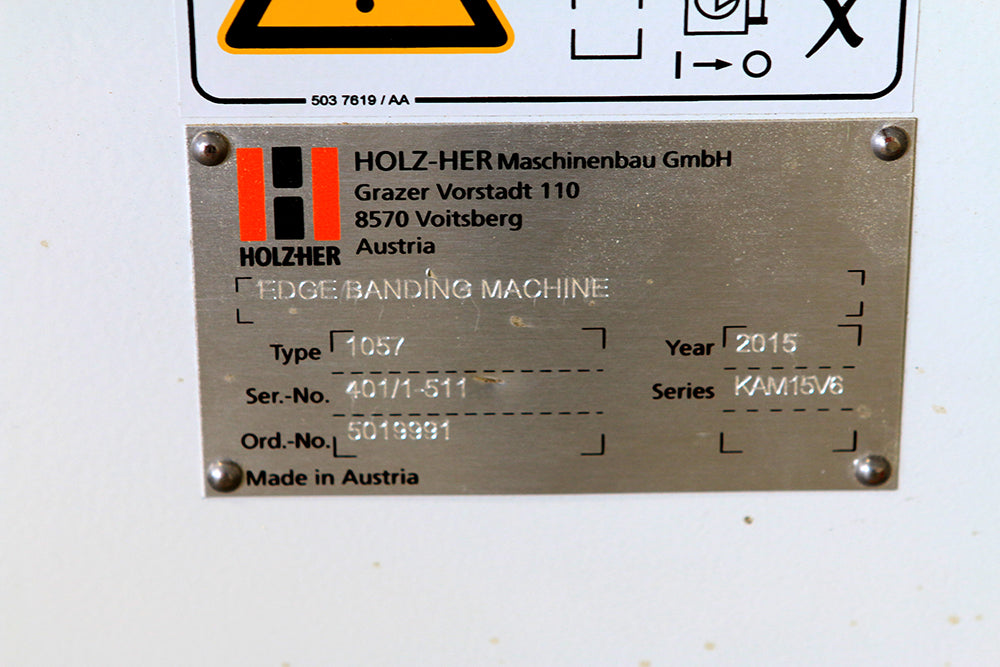 503 7619 / AA
HOLZ-HER Maschinenbau GmbH
Grazer Vorstadt 110
8570 Voitsberg
Austria
HOLZHER
EDGE BANDING MACHINE
Type 1057 Year 2015
Ser.-No. 401/1-511 Series KAM15V6
Ord.-No. 5019991
Made in Austria